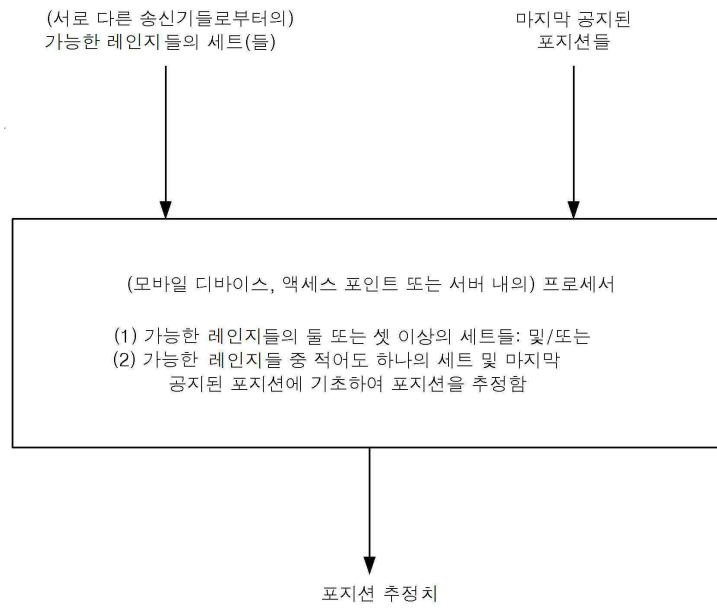 (서로 다른 송신기들로부터의)
가능한 레인지들의 세트(들)
마지막 공지된
포지션들
(모바일 디바이스, 액세스 포인트 또는 서버 내의) 프로세서
(1) 가능한 레인지들의 둘 또는 셋 이상의 세트들: 및/또는
(2) 가능한 레인지들 중 적어도 하나의 세트 및 마지막
공지된 포지션에 기초하여 포지션을 추정함
포지션 추정치